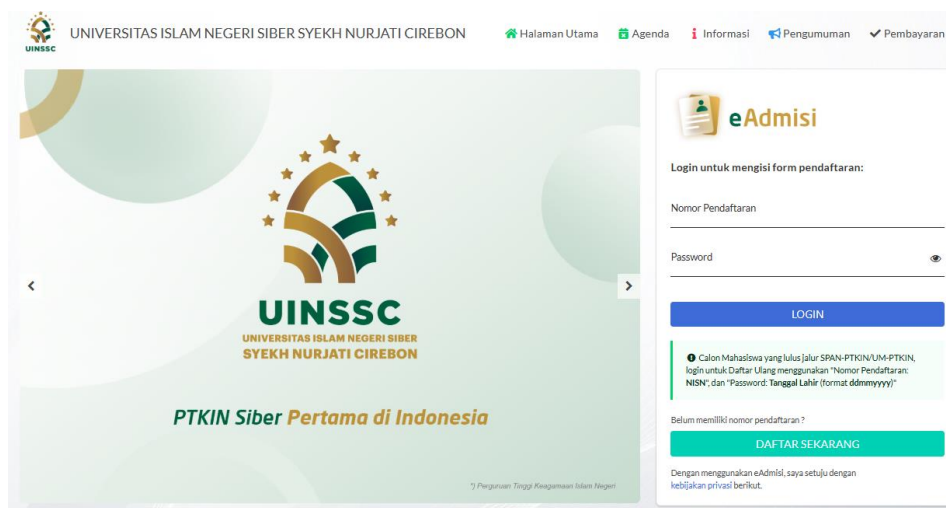 UINSSC
UNIVERSITAS ISLAM NEGERI SIBER SYEKH NURJATI CIREBON
Halaman Utama
Agenda
Informasi
Pengumuman
Pembayaran
UINSSC
UNIVERSITAS ISLAM NEGERI SIBER
SYEKH NURJATI CIREBON
PTKIN Siber Pertama di Indonesia
*) Perguruan Tinggi Keagamaan Islam Negeri
eAdmisi
Login untuk mengisi form pendaftaran:
Nomor Pendaftaran
Password
LOGIN
Calon Mahasiswa yang lulus jalur SPAN-PTKIN/UM-PTKIN,
login untuk Daftar Ulang menggunakan "Nomor Pendaftaran:
NISN", dan "Password: Tanggal Lahir (format ddmmyyyy)"
Belum memiliki nomor pendaftaran ?
DAFTAR SEKARANG
Dengan menggunakan eAdmisi, saya setuju dengan
kebijakan privasi berikut.